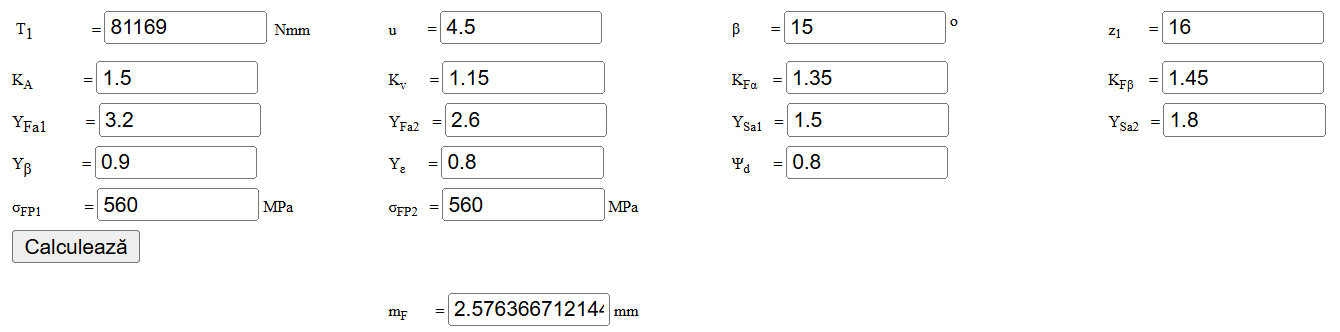 T1 = 81169 Nmm u = 4.5 β = 15 o z1 = 16
KA = 1.5 Kv = 1.15 KFα = 1.35 KFβ = 1.45
YFa1 = 3.2 YFa2 = 2.6 YSa1 = 1.5 YSa2 = 1.8
Yβ = 0.9 Yε = 0.8 Ψd = 0.8
σFP1 = 560 MPa σFP2 = 560 MPa
Calculează
mF = 2.576366712144 mm